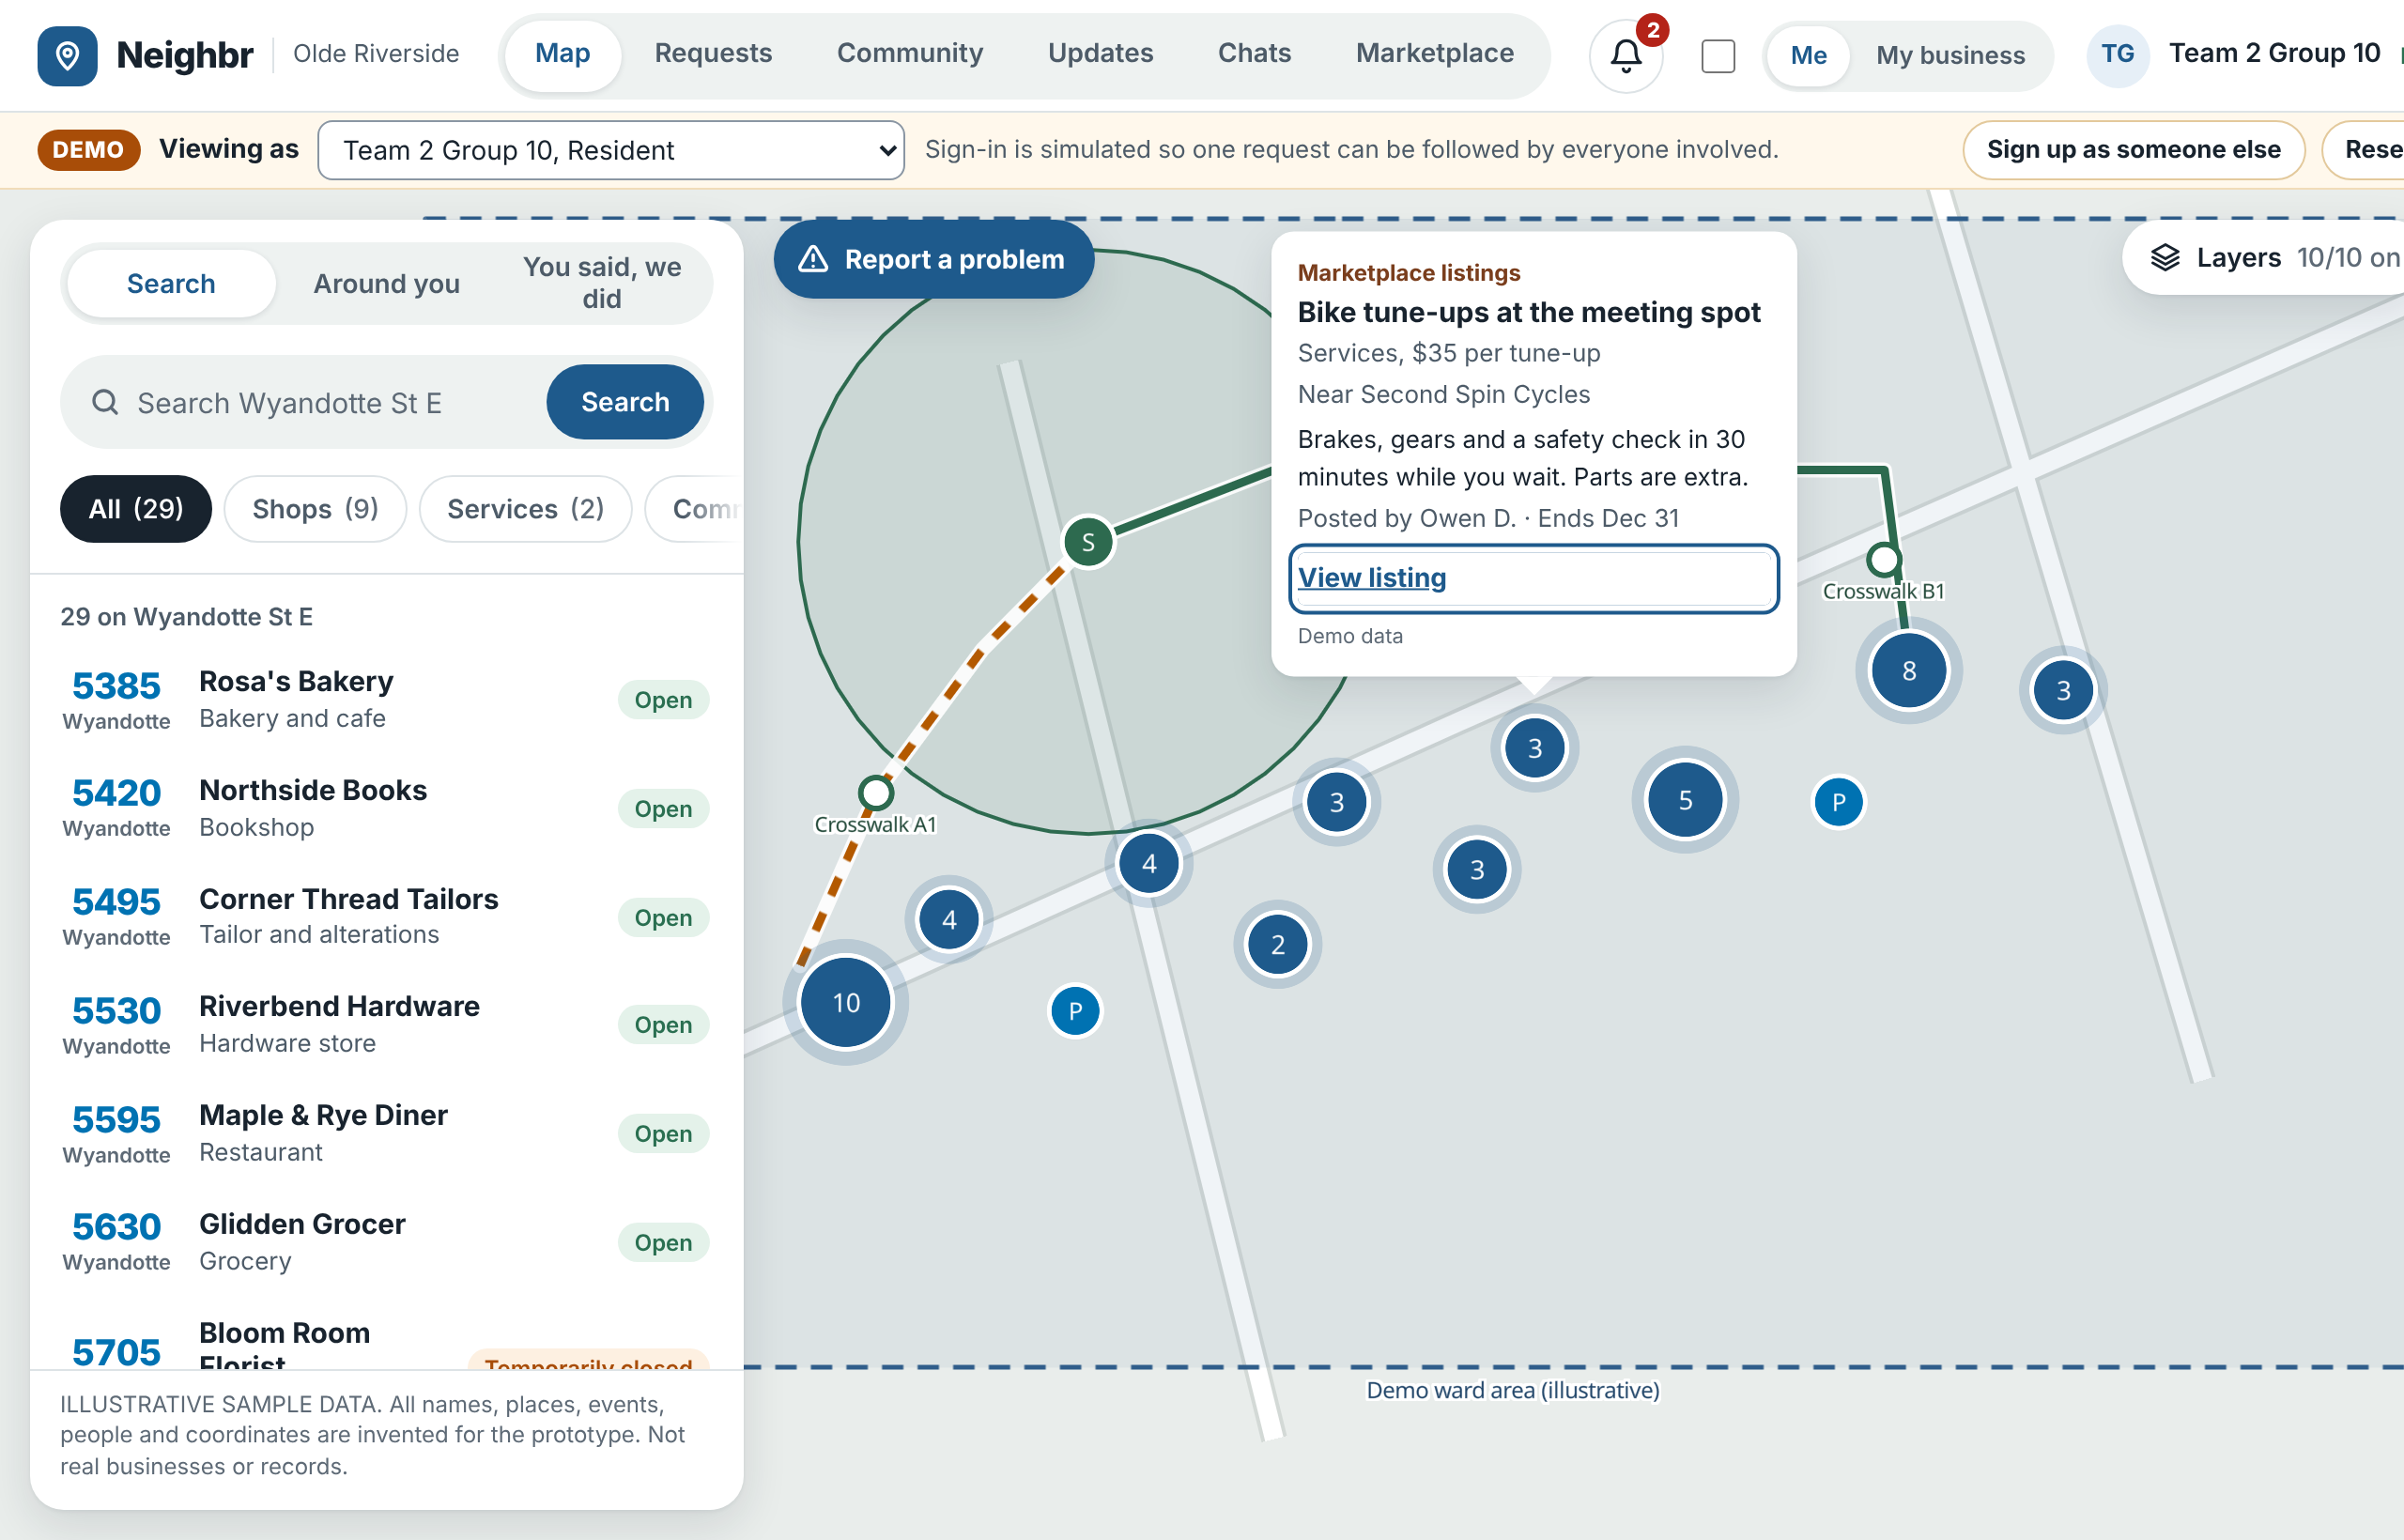 Neighbr
Olde Riverside
Map
Requests
Community
Updates
Chats
Marketplace
2
Me
My business
TG
Team 2 Group 10
DEMO
Viewing as
Team 2 Group 10, Resident
Sign-in is simulated so one request can be followed by everyone involved.
Sign up as someone else
Rese
Search
Around you
You said, we
did
Search Wyandotte St E
Search
All (29)
Shops (9)
Services (2)
Com
29 on Wyandotte St E
5385
Wyandotte
Rosa's Bakery
Bakery and cafe
Open
5420
Wyandotte
Northside Books
Bookshop
Open
5495
Wyandotte
Corner Thread Tailors
Tailor and alterations
Open
5530
Wyandotte
Riverbend Hardware
Hardware store
Open
5595
Wyandotte
Maple & Rye Diner
Restaurant
Open
5630
Wyandotte
Glidden Grocer
Grocery
Open
5705
Bloom Room
Florist
Temporarily closed
ILLUSTRATIVE SAMPLE DATA. All names, places, events,
people and coordinates are invented for the prototype. Not
real businesses or records.
Report a problem
Layers 10/10 on
Marketplace listings
Bike tune-ups at the meeting spot
Services, $35 per tune-up
Near Second Spin Cycles
Brakes, gears and a safety check in 30
minutes while you wait. Parts are extra.
Posted by Owen D. · Ends Dec 31
View listing
Demo data
S
Crosswalk B1
8
3
3
5
P
3
Crosswalk A1
4
3
4
2
10
P
Demo ward area (illustrative)